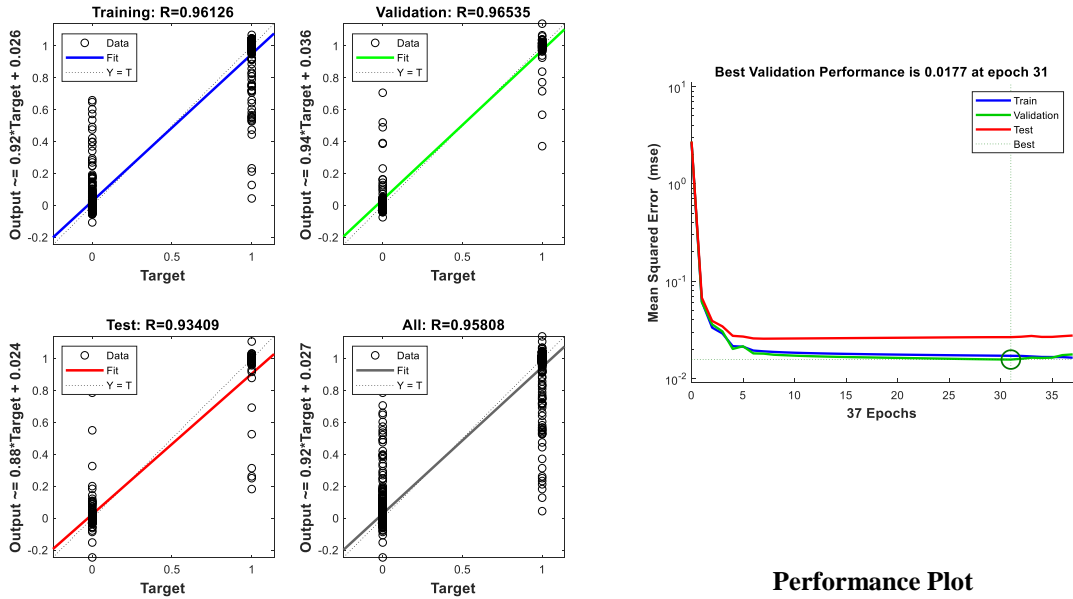 Training: R=0.96126
Output ~= 0.92*Target + 0.026
Data
Fit
Y = T
1
0.8
0.6
0.4
0.2
0
-0.2
0
0.5
1
Target
Validation: R=0.96535
Output ~= 0.94*Target + 0.036
Data
Fit
Y = T
1
0.8
0.6
0.4
0.2
0
-0.2
0
0.5
1
Target
Test: R=0.93409
Output ~= 0.88*Target + 0.024
Data
Fit
Y = T
1
0.8
0.6
0.4
0.2
0
-0.2
0
0.5
1
Target
All: R=0.95808
Output ~= 0.92*Target + 0.027
Data
Fit
Y = T
1
0.8
0.6
0.4
0.2
0
-0.2
0
0.5
1
Target
Best Validation Performance is 0.0177 at epoch 31
Mean Squared Error (mse)
10^1
10^0
10^-1
10^-2
Train
Validation
Test
Best
0
5
10
15
20
25
30
35
37 Epochs
Performance Plot